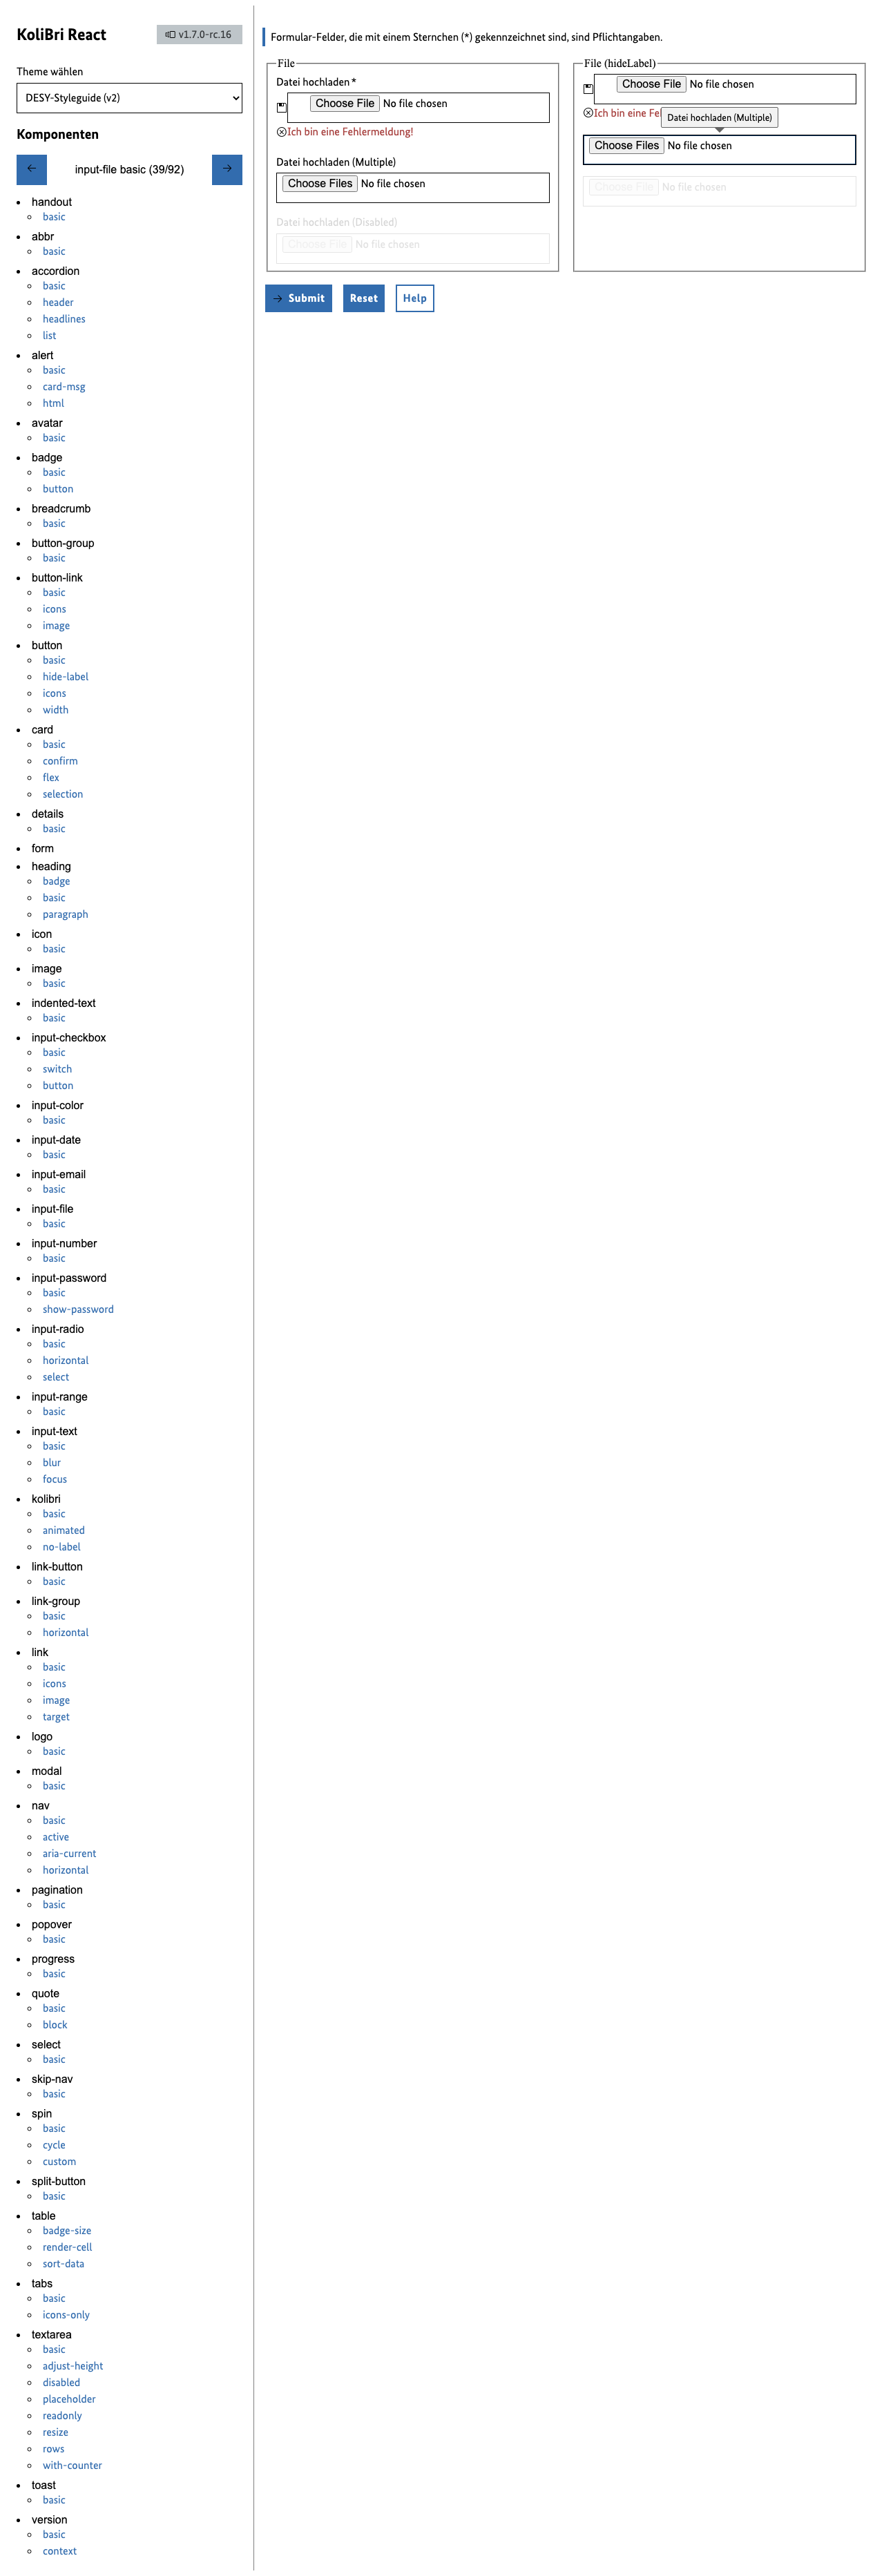 KoliBri React
v1.7.0-rc.16
Theme wählen
DESY-Styleguide (v2)
Komponenten
input-file basic (39/92)
handout
basic
abbr
basic
accordion
basic
header
headlines
list
alert
basic
card-msg
html
avatar
basic
badge
basic
button
breadcrumb
basic
button-group
basic
button-link
basic
icons
image
button
basic
hide-label
icons
width
card
basic
confirm
flex
selection
details
basic
form
heading
badge
basic
paragraph
icon
basic
image
basic
indented-text
basic
input-checkbox
basic
switch
button
input-color
basic
input-date
basic
input-email
basic
input-file
basic
input-number
basic
input-password
basic
show-password
input-radio
basic
horizontal
select
input-range
basic
input-text
basic
blur
focus
kolibri
basic
animated
no-label
link-button
basic
link-group
basic
horizontal
link
basic
icons
image
target
logo
basic
modal
basic
nav
basic
active
aria-current
horizontal
pagination
basic
popover
basic
progress
basic
quote
basic
block
select
basic
skip-nav
basic
spin
basic
cycle
custom
split-button
basic
table
badge-size
render-cell
sort-data
tabs
basic
icons-only
textarea
basic
adjust-height
disabled
placeholder
readonly
resize
rows
with-counter
toast
basic
version
basic
context
Formular-Felder, die mit einem Sternchen (*) gekennzeichnet sind, sind Pflichtangaben.
File
Datei hochladen *
Choose File No file chosen
Ich bin eine Fehlermeldung!
Datei hochladen (Multiple)
Choose Files No file chosen
Datei hochladen (Disabled)
Choose File No file chosen
File (hideLabel)
Choose File No file chosen
Ich bin eine
Datei hochladen (Multiple)
Choose Files No file chosen
Choose File No file chosen
Submit
Reset
Help